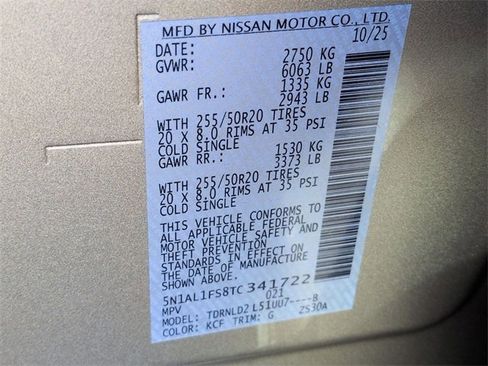 MFD BY NISSAN MOTOR CO., LTD.
DATE: 10/25
GVWR: 2750 KG
6063 LB
GAWR FR.: 1335 KG
2943 LB
WITH 255/50R20 TIRES
20 X 8.0 RIMS AT 35 PSI
COLD SINGLE
GAWR RR.: 1530 KG
3373 LB
WITH 255/50R20 TIRES
20 X 8.0 RIMS AT 35 PSI
COLD SINGLE
THIS VEHICLE CONFORMS TO
ALL APPLICABLE FEDERAL
MOTOR VEHICLE SAFETY AND
THEFT PREVENTION
STANDARDS IN EFFECT ON
THE DATE OF MANUFACTURE
5N1AL1FS8TC341722
MPV 021
MODEL: TDRNLD2 L51UU7----B
COLOR: KCF TRIM: G ZS30A